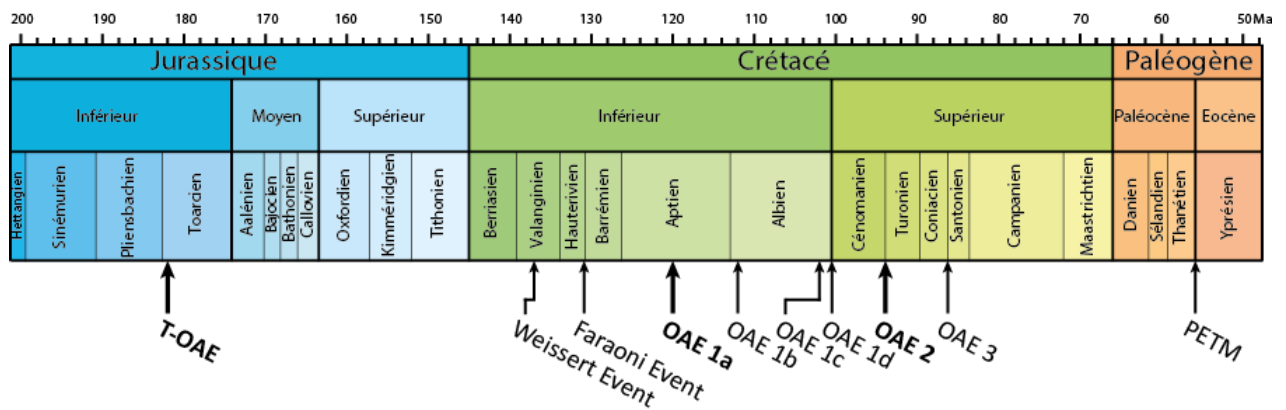 200 190 180 170 160 150 140 130 120 110 100 90 80 70 60 50 Ma
Jurassique Crétacé Paléogène
Inférieur Moyen Supérieur Inférieur Supérieur Paléocène Eocène
Hettangien Sinémurien Pliensbachien Toarcien Aalénien Bajocien Bathonien Callovien Oxfordien Kimméridgien Tithonien Berriasien Valanginien Hauterivien Barrémien Aptien Albien Cénomanien Turonien Coniacien Santonien Campanien Maastrichtien Danien Sélandien Thanétien Yprésien
T-OAE
Weissert Event
Faraoni Event
OAE 1a
OAE 1b
OAE 1c
OAE 1d
OAE 2
OAE 3
PETM